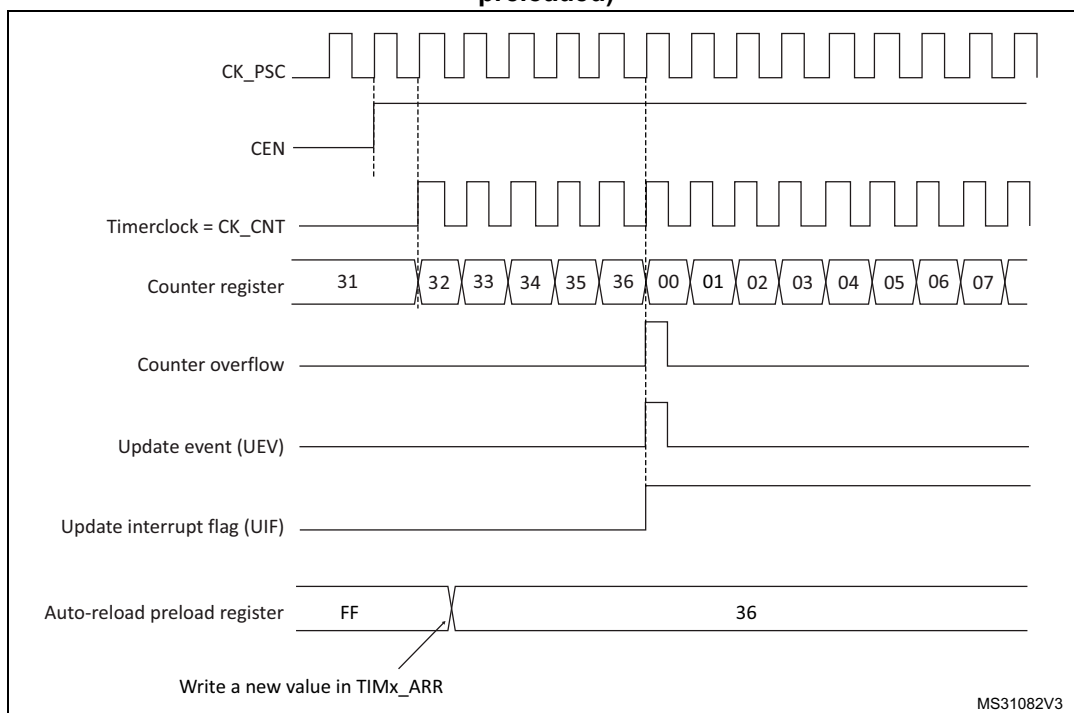 preloaded)
CK_PSC
CEN
Timerclock = CK_CNT
Counter register 31 32 33 34 35 36 00 01 02 03 04 05 06 07
Counter overflow
Update event (UEV)
Update interrupt flag (UIF)
Auto-reload preload register FF 36
Write a new value in TIMx_ARR
MS31082V3